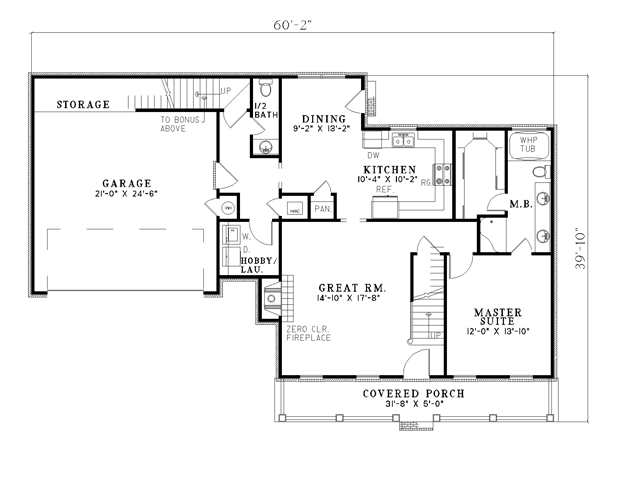 60'-2"
STORAGE
UP
1/2
BATH
TO BONUS
ABOVE
DINING
9'-2" X 13'-2"
DW
KITCHEN
10'-4" X 10'-2"
REF.
RG.
WHP
TUB
M.B.
GARAGE
21'-0" X 24'-6"
PAN.
W.
D.
HOBBY/
LAU.
39'-10"
GREAT RM.
14'-10" X 17'-8"
UP
MASTER
SUITE
12'-0" X 13'-10"
ZERO CLR.
FIREPLACE
COVERED PORCH
31'-8" X 5'-0"